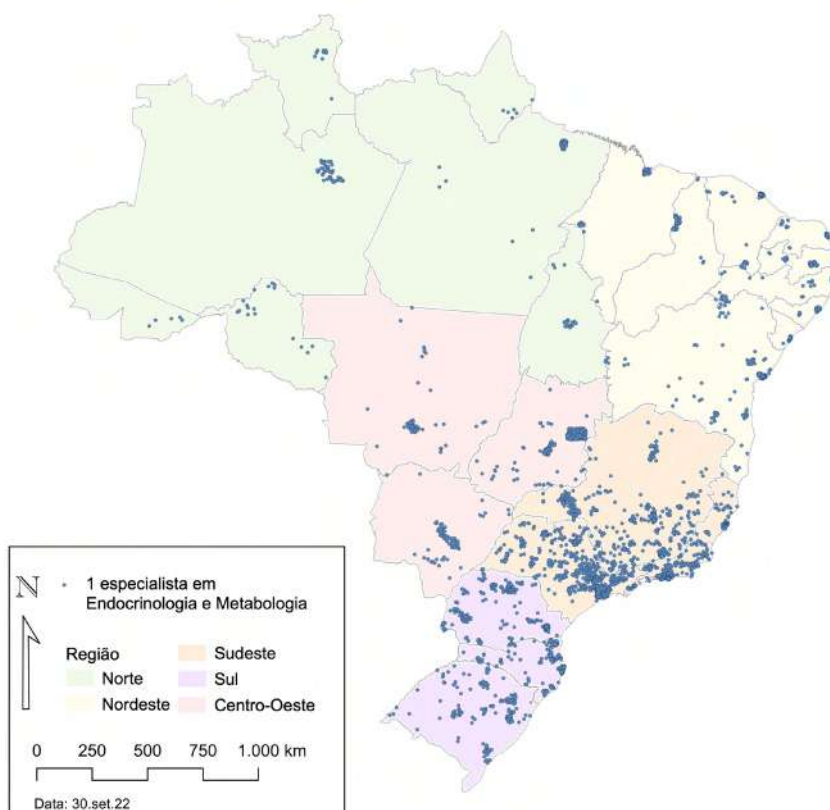 N
1 especialista em
Endocrinologia e Metabologia
Região
Norte
Nordeste
Sudeste
Sul
Centro-Oeste
0 250 500 750 1.000 km
Data: 30.set.22